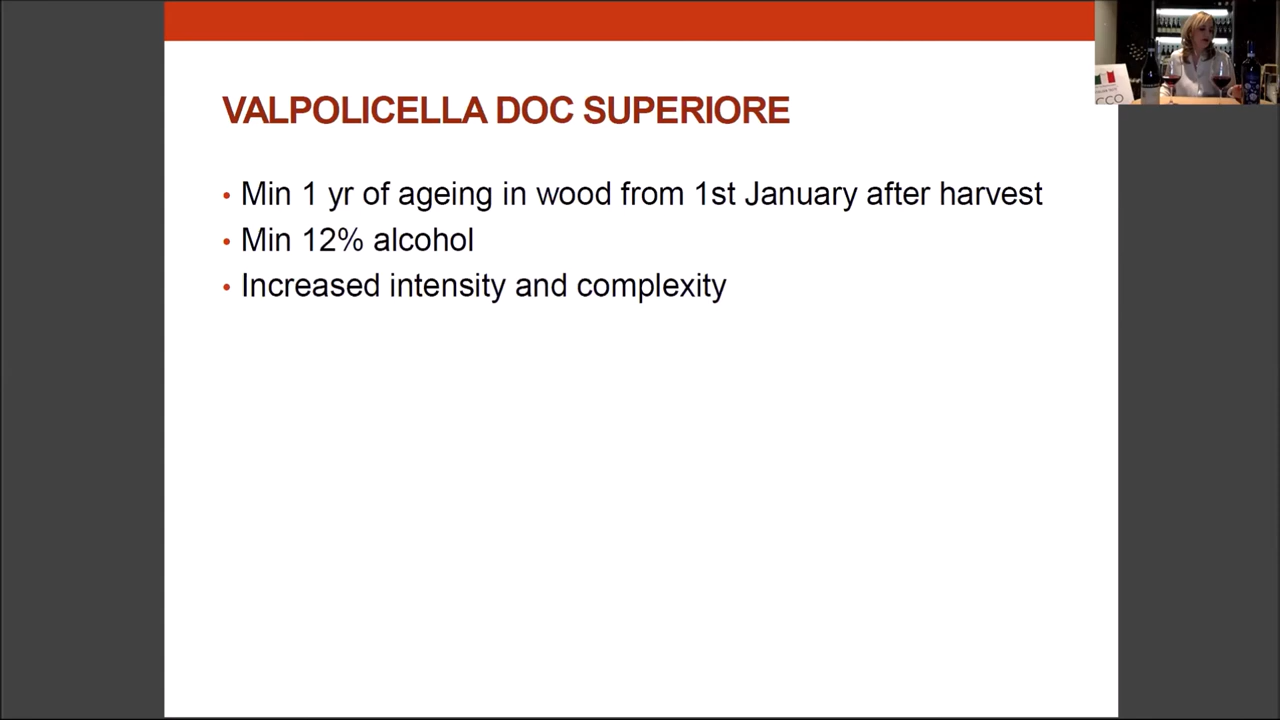 VALPOLICELLA DOC SUPERIORE
• Min 1 yr of ageing in wood from 1st January after harvest
• Min 12% alcohol
• Increased intensity and complexity
CCO